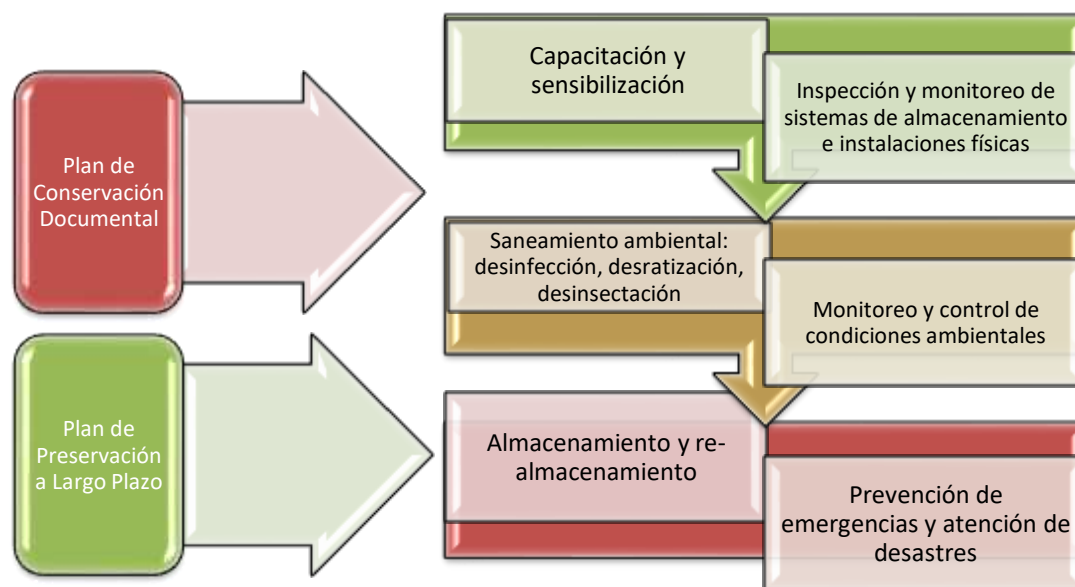 Plan de
Conservación
Documental
Plan de
Preservación
a Largo Plazo
Capacitación y
sensibilización
Inspección y monitoreo de
sistemas de almacenamiento
e instalaciones físicas
Saneamiento ambiental:
desinfección, desratización,
desinsectación
Monitoreo y control de
condiciones ambientales
Almacenamiento y re-
almacenamiento
Prevención de
emergencias y atención de
desastres